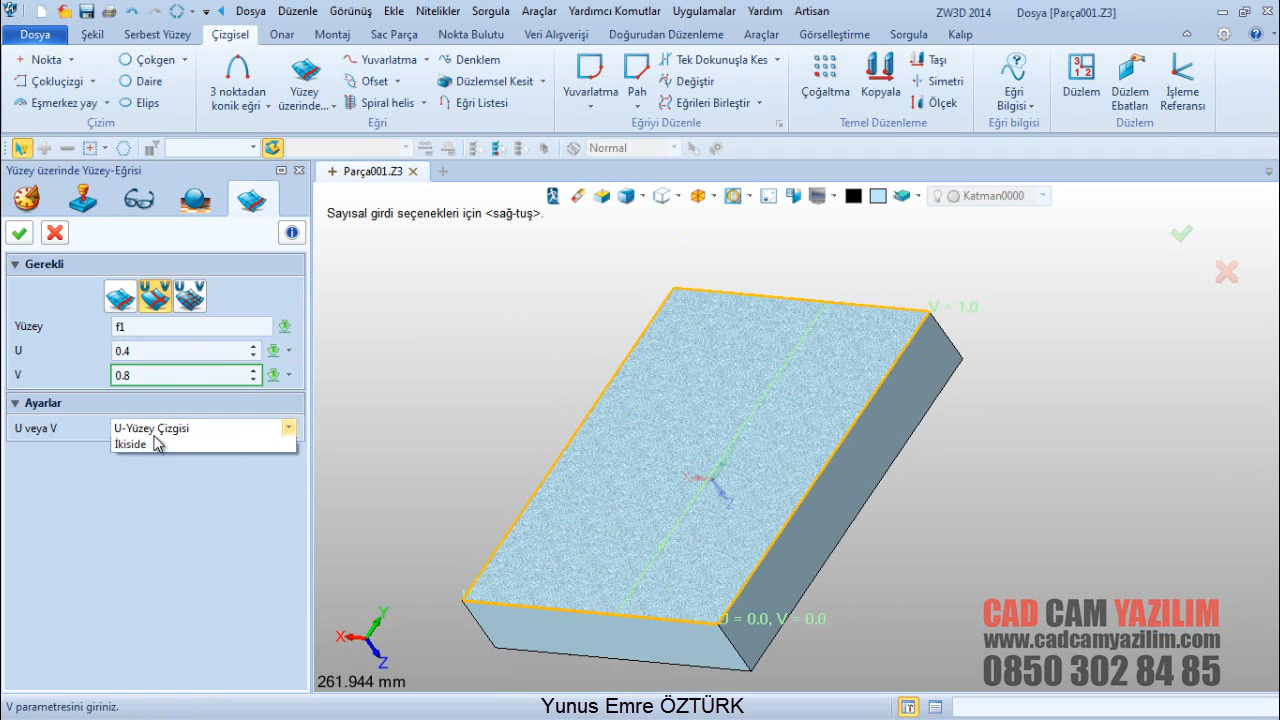 Dosya Düzenle Görünüş Ekle Nitelikler Sorgula Araçlar Yardımcı Komutlar Uygulamalar Yardım Artisan ZW3D 2014 Dosya [Parça001.Z3]
Dosya Şekil Serbest Yüzey Çizgisel Onar Montaj Sac Parça Nokta Bulutu Veri Alışverişi Doğurudan Düzenleme Araçlar Görselleştirme Sorgula Kalıp
Nokta Çokgen Yuvarlatma Denklem Tek Dokunuşla Kes Taşı
Çokluçizgi Daire Offset Düzlemsel Kesit Değiştir Simetri
Eşmerkez yay Elips Spiral helis Eğri Listesi Eğrileri Birleştir Ölçek
3 noktadan konik eğri
Yüzey üzerinde...
Yuvarlatma Pah Çoğaltma Kopyala
Eğri Bilgisi
Düzlem
Düzlem Ebatları
İşleme Referansı
Çizim Eğri Eğriyi Düzenle Temel Düzenleme Eğri bilgisi Düzlem
Normal
Yüzey üzerinde Yüzey-Eğrisi
Parça001.Z3
Katman0000
Sayısal girdi seçenekleri için <sağ-tuş>.
Gerekli
U V U V
Yüzey f1
U 0.4
V 0.8
Ayarlar
U veya V U-Yüzey Çizgisi
İkiside
V = 1.0
U = 0.0, V = 0.0
X
Z
Y
X
Z
261.944 mm
CAD CAM YAZILIM
www.cadcamyazilim.com
0850 302 84 85
V parametresini giriniz.
Yunus Emre ÖZTÜRK